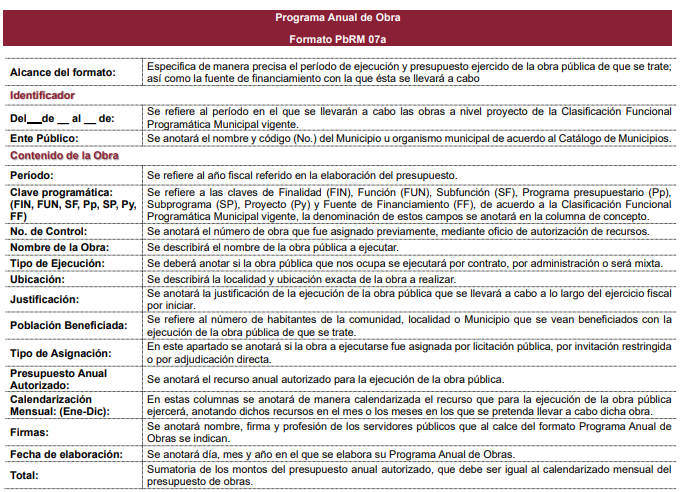 Programa Anual de Obra
Formato PbRM 07a
Alcance del formato:
Especifica de manera precisa el período de ejecución y presupuesto ejercido de la obra pública de que se trate;
así como la fuente de financiamiento con la que ésta se llevará a cabo
Identificador
Del__de __ al __ de:
Se refiere al período en el que se llevarán a cabo las obras a nivel proyecto de la Clasificación Funcional
Programática Municipal vigente.
Ente Público:
Se anotará el nombre y código (No.) del Municipio u organismo municipal de acuerdo al Catálogo de Municipios.
Contenido de la Obra
Período:
Se refiere al año fiscal referido en la elaboración del presupuesto.
Clave programática:
(FIN, FUN, SF, Pp, SP, Py,
FF)
Se refiere a las claves de Finalidad (FIN), Función (FUN), Subfunción (SF), Programa presupuestario (Pp),
Subprograma (SP), Proyecto (Py) y Fuente de Financiamiento (FF), de acuerdo a la Clasificación Funcional
Programática Municipal vigente, la denominación de estos campos se anotará en la columna de concepto.
No. de Control:
Se anotará el número de obra que fue asignado previamente, mediante oficio de autorización de recursos.
Nombre de la Obra:
Se describirá el nombre de la obra pública a ejecutar.
Tipo de Ejecución:
Se deberá anotar si la obra pública que nos ocupa se ejecutará por contrato, por administración o será mixta.
Ubicación:
Se describirá la localidad y ubicación exacta de la obra a realizar.
Justificación:
Se anotará la justificación de la ejecución de la obra pública que se llevará a cabo a lo largo del ejercicio fiscal
por iniciar.
Población Beneficiada:
Se refiere al número de habitantes de la comunidad, localidad o Municipio que se vean beneficiados con la
ejecución de la obra pública de que se trate.
Tipo de Asignación:
En este apartado se anotará si la obra a ejecutarse fue asignada por licitación pública, por invitación restringida
o por adjudicación directa.
Presupuesto Anual
Autorizado:
Se anotará el recurso anual autorizado para la ejecución de la obra pública.
Calendarización
Mensual: (Ene-Dic):
En estas columnas se anotará de manera calendarizada el recurso que para la ejecución de la obra pública
ejercerá, anotando dichos recursos en el mes o los meses en los que se pretenda llevar a cabo dicha obra.
Firmas:
Se anotará nombre, firma y profesión de los servidores públicos que al calce del formato Programa Anual de
Obras se indican.
Fecha de elaboración:
Se anotará día, mes y año en el que se elabora su Programa Anual de Obras.
Total:
Sumatoria de los montos del presupuesto anual autorizado, que debe ser igual al calendarizado mensual del
presupuesto de obras.